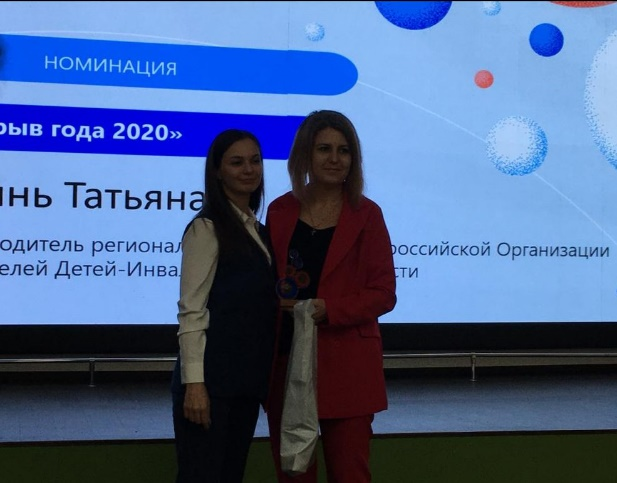 НОМИНАЦИЯ
рыв года 2020»
нь Татьяна
одитель регионал российской Организации
елей Детей-Инвал сти